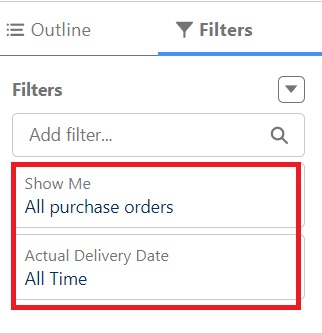 Outline
Filters
Filters
Add filter...
Show Me
All purchase orders
Actual Delivery Date
All Time